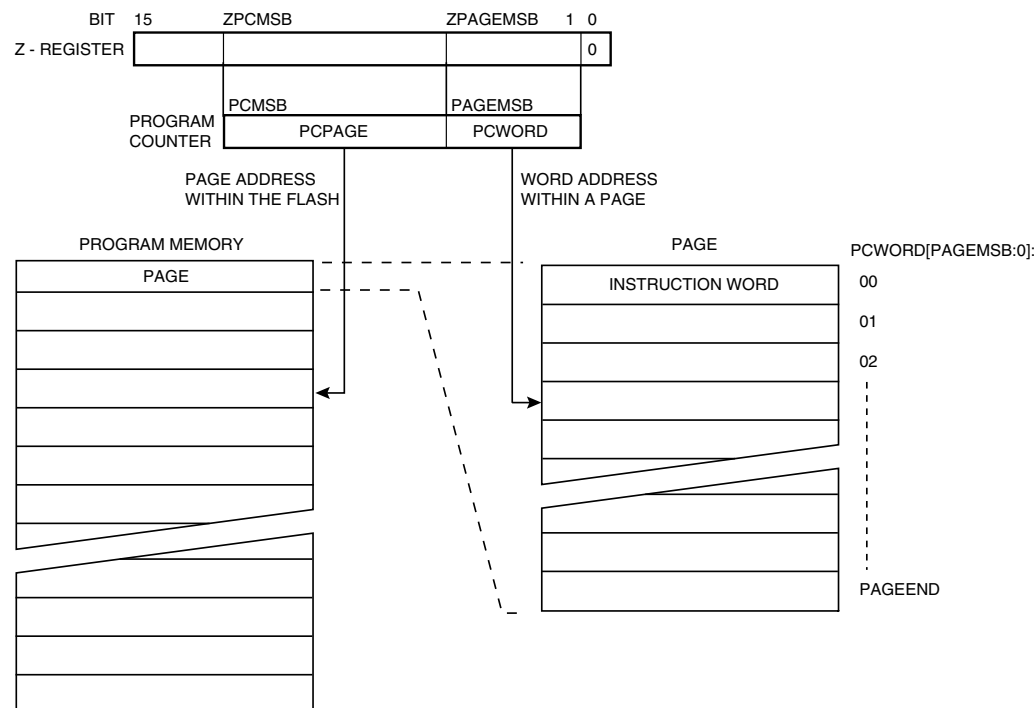 BIT 15 ZPCMSB ZPAGEMSB 1 0
Z - REGISTER 0
PCMSB PAGEMSB
PROGRAM
COUNTER
PCPAGE PCWORD
PAGE ADDRESS
WITHIN THE FLASH
WORD ADDRESS
WITHIN A PAGE
PROGRAM MEMORY
PAGE
PAGE
PCWORD[PAGEMSB:0]:
INSTRUCTION WORD
00
01
02
PAGEEND